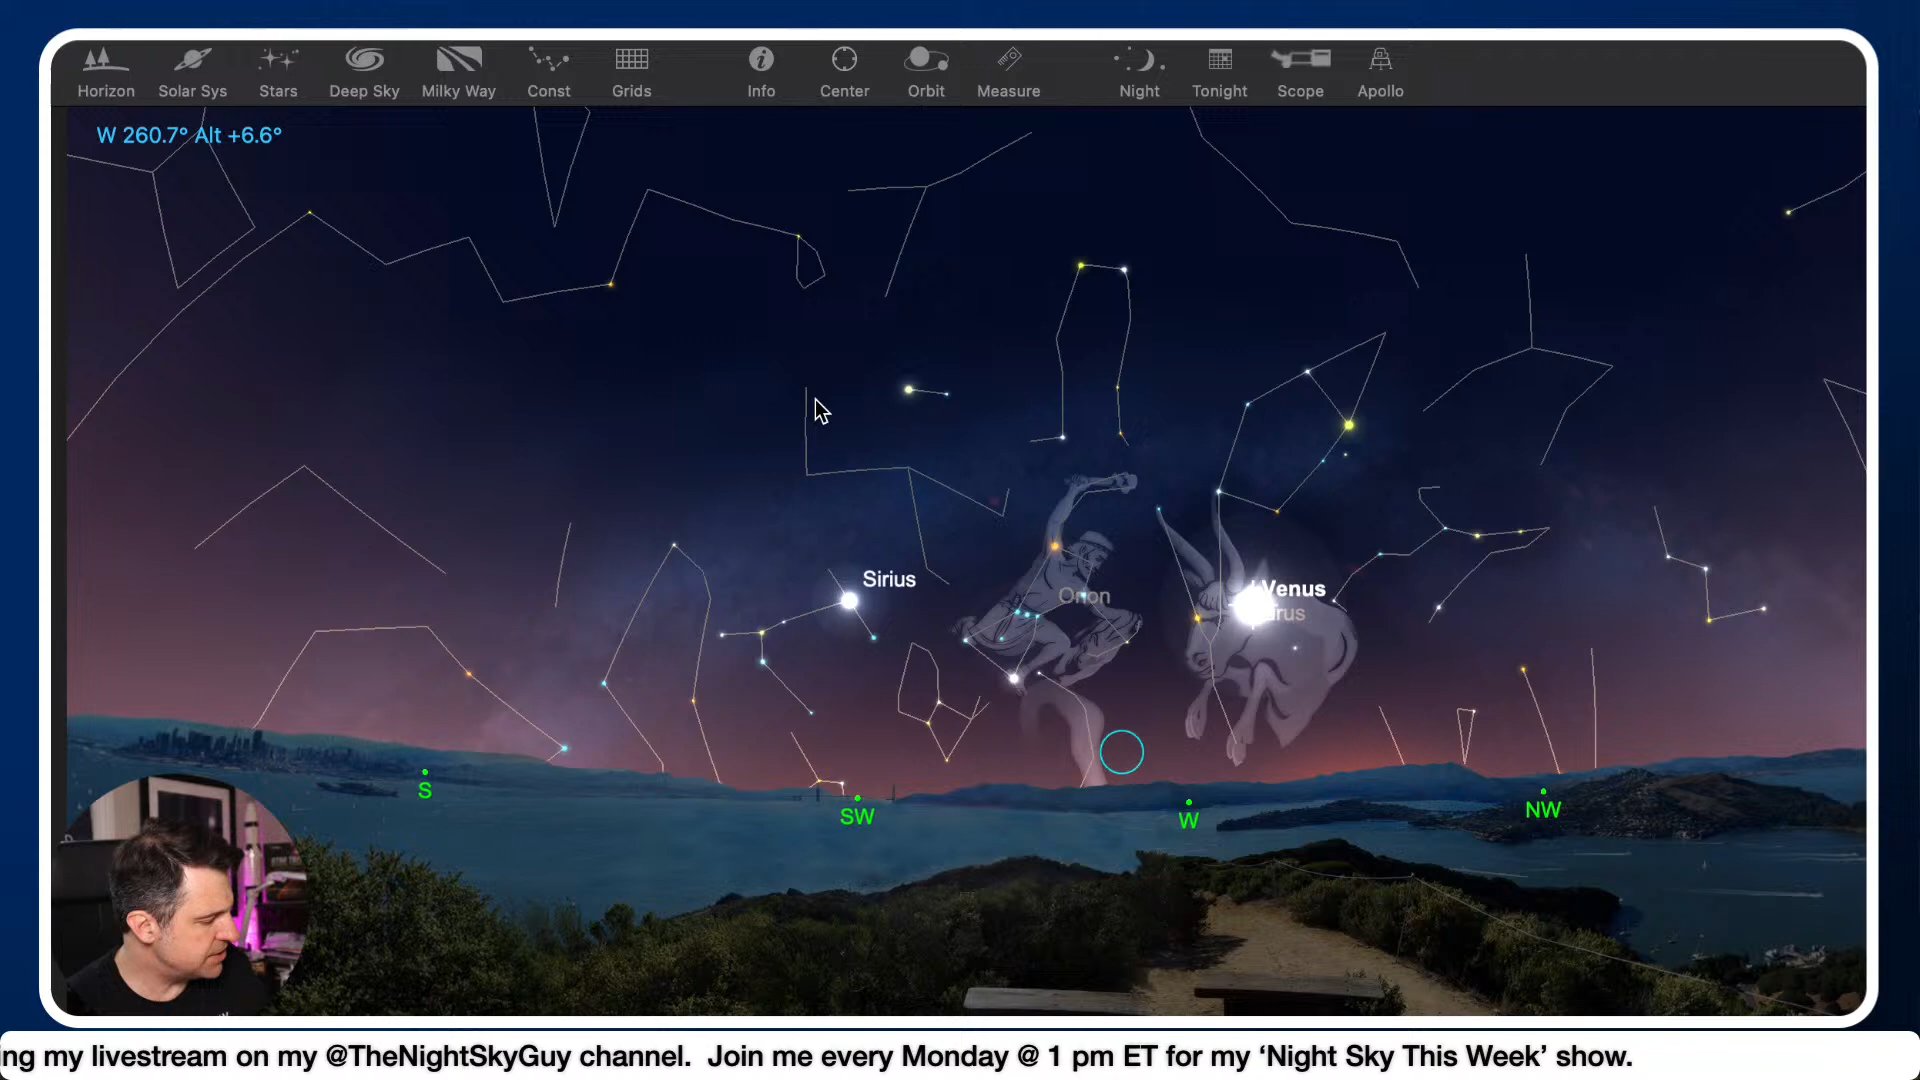 Horizon Solar Sys Stars Deep Sky Milky Way Const Grids Info Center Orbit Measure Night Tonight Scope Apollo
W 260.7° Alt +6.6°
Sirius
Venus
Orion
S
SW
W
NW
ing my livestream on my @TheNightSkyGuy channel. Join me every Monday @ 1 pm ET for my ‘Night Sky This Week’ show.